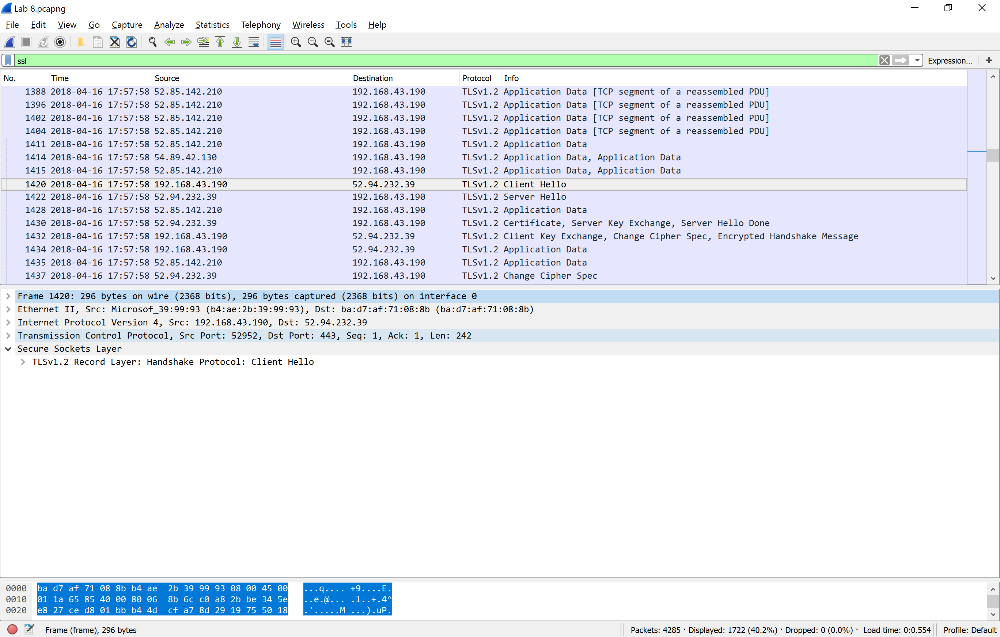 Lab 8.pcapng
File Edit View Go Capture Analyze Statistics Telephony Wireless Tools Help
ssl Expression... +
No. Time Source Destination Protocol Info
1388 2018-04-16 17:57:58 52.85.142.210 192.168.43.190 TLSv1.2 Application Data [TCP segment of a reassembled PDU]
1396 2018-04-16 17:57:58 52.85.142.210 192.168.43.190 TLSv1.2 Application Data [TCP segment of a reassembled PDU]
1402 2018-04-16 17:57:58 52.85.142.210 192.168.43.190 TLSv1.2 Application Data [TCP segment of a reassembled PDU]
1404 2018-04-16 17:57:58 52.85.142.210 192.168.43.190 TLSv1.2 Application Data [TCP segment of a reassembled PDU]
1411 2018-04-16 17:57:58 52.85.142.210 192.168.43.190 TLSv1.2 Application Data
1414 2018-04-16 17:57:58 54.89.42.130 192.168.43.190 TLSv1.2 Application Data, Application Data
1415 2018-04-16 17:57:58 52.85.142.210 192.168.43.190 TLSv1.2 Application Data, Application Data
1420 2018-04-16 17:57:58 192.168.43.190 52.94.232.39 TLSv1.2 Client Hello
1422 2018-04-16 17:57:58 52.94.232.39 192.168.43.190 TLSv1.2 Server Hello
1428 2018-04-16 17:57:58 52.85.142.210 192.168.43.190 TLSv1.2 Application Data
1430 2018-04-16 17:57:58 52.94.232.39 192.168.43.190 TLSv1.2 Certificate, Server Key Exchange, Server Hello Done
1432 2018-04-16 17:57:58 192.168.43.190 52.94.232.39 TLSv1.2 Client Key Exchange, Change Cipher Spec, Encrypted Handshake Message
1434 2018-04-16 17:57:58 192.168.43.190 52.94.232.39 TLSv1.2 Application Data
1435 2018-04-16 17:57:58 52.85.142.210 192.168.43.190 TLSv1.2 Application Data
1437 2018-04-16 17:57:58 52.94.232.39 192.168.43.190 TLSv1.2 Change Cipher Spec
Frame 1420: 296 bytes on wire (2368 bits), 296 bytes captured (2368 bits) on interface 0
Ethernet II, Src: Microsof_39:99:93 (b4:ae:2b:39:99:93), Dst: ba:d7:af:71:08:8b (ba:d7:af:71:08:8b)
Internet Protocol Version 4, Src: 192.168.43.190, Dst: 52.94.232.39
Transmission Control Protocol, Src Port: 52952, Dst Port: 443, Seq: 1, Ack: 1, Len: 242
Secure Sockets Layer
TLSv1.2 Record Layer: Handshake Protocol: Client Hello
0000 ba d7 af 71 08 8b b4 ae 2b 39 99 93 08 00 45 00 ...q.... +9....E.
0010 01 1a 65 85 40 00 80 06 8b 6c c0 a8 2b be 34 5e ..e.@... .l..+.4^
0020 e8 27 ce d8 01 bb b4 4d cf a7 8d 29 19 75 50 18 .'.....M ...).uP.
Frame (frame), 296 bytes Packets: 4285 · Displayed: 1722 (40.2%) · Dropped: 0 (0.0%) · Load time: 0:0.554 Profile: Default